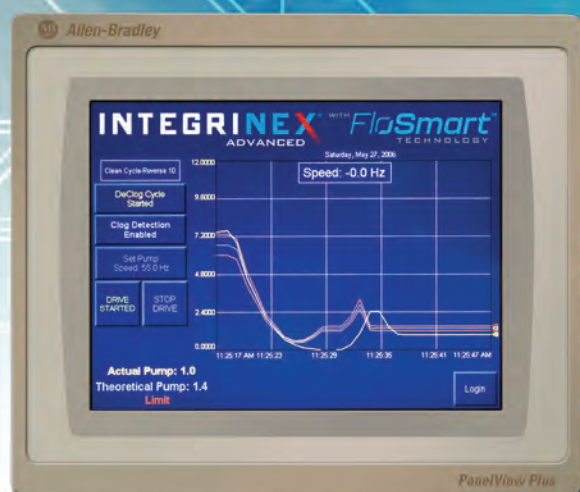 Allen-Bradley
INTEGRINEX WITH FloSmart
ADVANCED TECHNOLOGY
Saturday, May 27, 2006
Clean Cycle Reverse 10
Speed: -0.0 Hz
DeClog Cycle
Started
Clog Detection
Enabled
Set Pump
Speed: 55.0 Hz
DRIVE
STARTED
STOP
DRIVE
12.0000
9.6000
7.2000
4.8000
2.4000
0.0000
11:25:17 AM 11:25:23 11:25:29 11:25:35 11:25:41 11:25:47 AM
Actual Pump: 1.0
Theoretical Pump: 1.4
Limit
Login
PanelView Plus